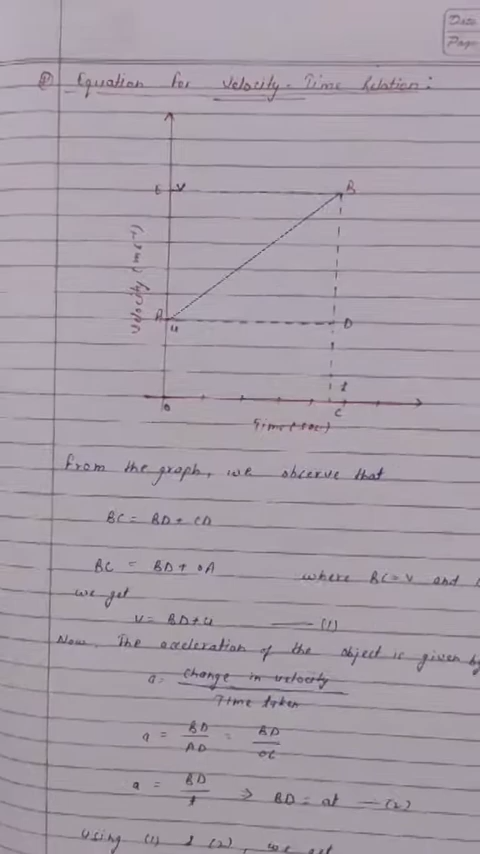 Date
Page
Equation for Velocity-Time Relation:
E V B
Velocity (ms-1)
A u D
t
O C
Time (sec)
From the graph, we observe that
BC = BD + CD
BC = BD + OA where BC = V and
we get
V = BD + u — (1)
Now, The acceleration of the object is given by
a = change in velocity
Time taken
a = BD/AD = BD/OC
a = BD/t ⇒ BD = at — (2)
Using (1) & (2), we get